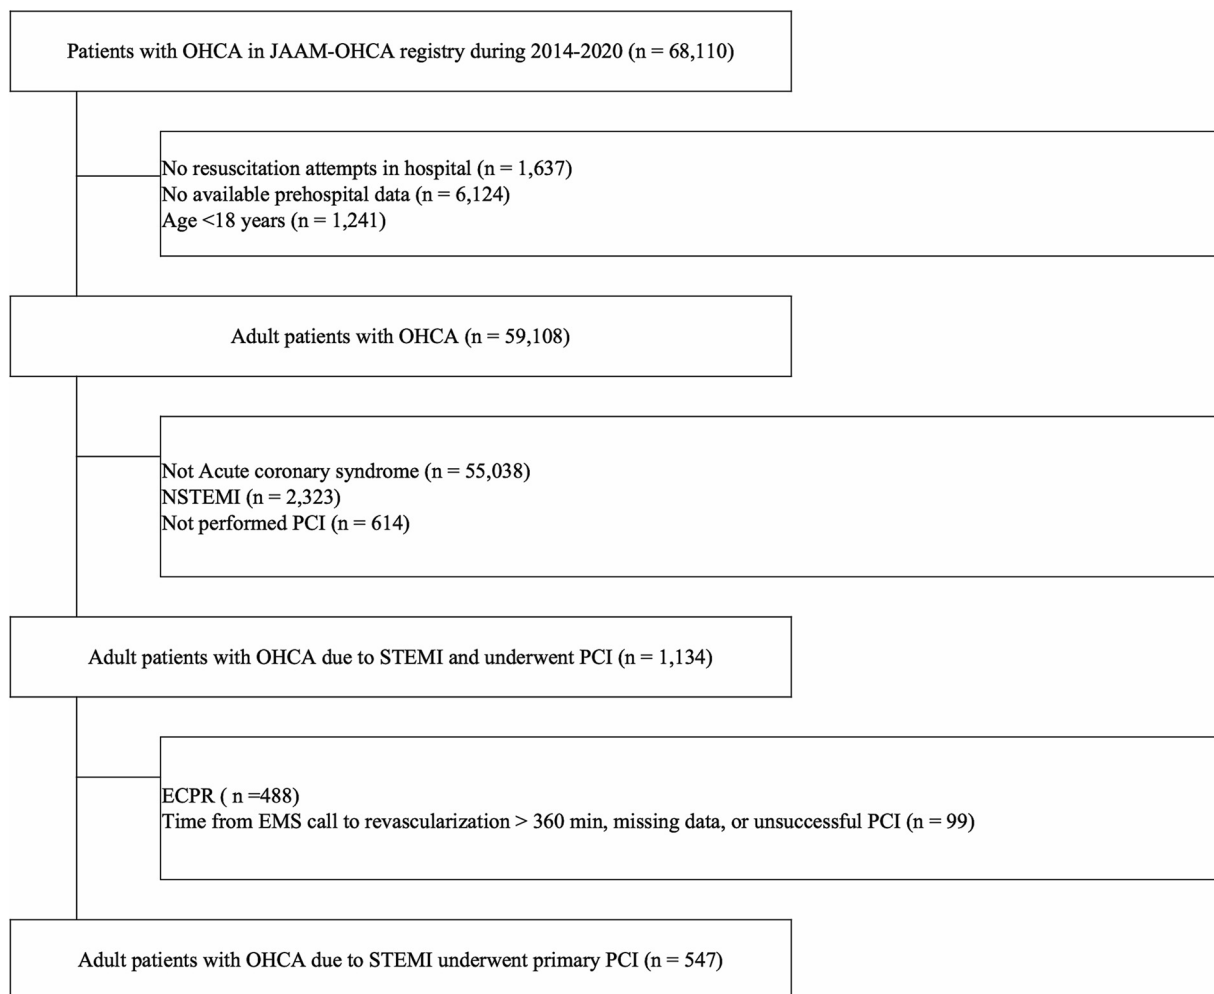 Patients with OHCA in JAAM-OHCA registry during 2014-2020 (n = 68,110)
No resuscitation attempts in hospital (n = 1,637)
No available prehospital data (n = 6,124)
Age <18 years (n = 1,241)
Adult patients with OHCA (n = 59,108)
Not Acute coronary syndrome (n = 55,038)
NSTEMI (n = 2,323)
Not performed PCI (n = 614)
Adult patients with OHCA due to STEMI and underwent PCI (n = 1,134)
ECPR ( n =488)
Time from EMS call to revascularization > 360 min, missing data, or unsuccessful PCI (n = 99)
Adult patients with OHCA due to STEMI underwent primary PCI (n = 547)